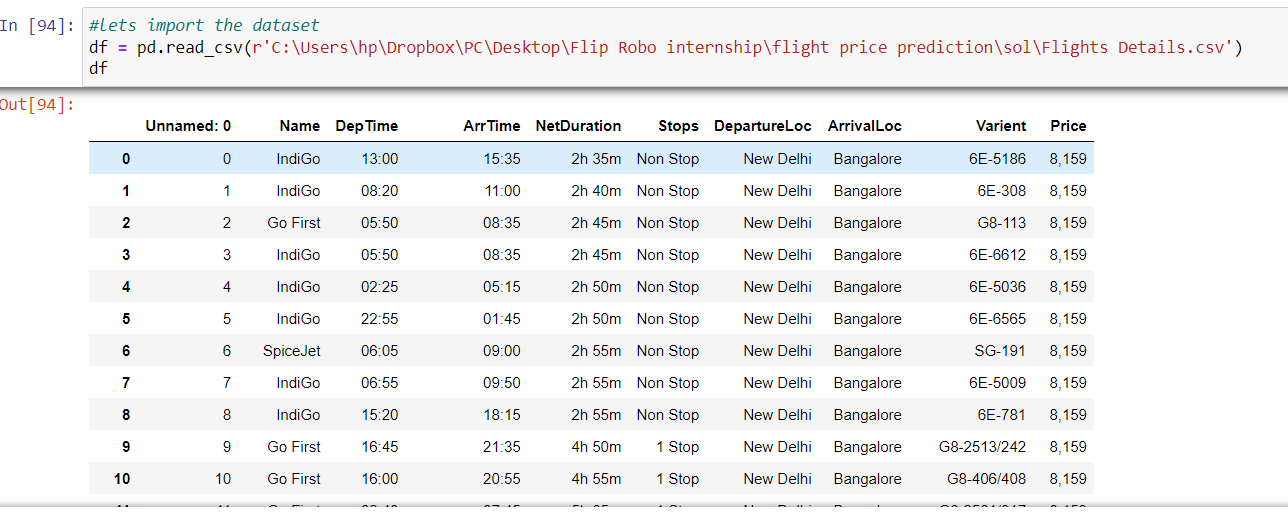 In [94]: #lets import the dataset
df = pd.read_csv(r'C:\Users\hp\Dropbox\PC\Desktop\Flip Robo internship\flight price prediction\sol\Flights Details.csv')
df
Out[94]:
Unnamed: 0 Name DepTime ArrTime NetDuration Stops DepartureLoc ArrivalLoc Varient Price
0 0 IndiGo 13:00 15:35 2h 35m Non Stop New Delhi Bangalore 6E-5186 8,159
1 1 IndiGo 08:20 11:00 2h 40m Non Stop New Delhi Bangalore 6E-308 8,159
2 2 Go First 05:50 08:35 2h 45m Non Stop New Delhi Bangalore G8-113 8,159
3 3 IndiGo 05:50 08:35 2h 45m Non Stop New Delhi Bangalore 6E-6612 8,159
4 4 IndiGo 02:25 05:15 2h 50m Non Stop New Delhi Bangalore 6E-5036 8,159
5 5 IndiGo 22:55 01:45 2h 50m Non Stop New Delhi Bangalore 6E-6565 8,159
6 6 SpiceJet 06:05 09:00 2h 55m Non Stop New Delhi Bangalore SG-191 8,159
7 7 IndiGo 06:55 09:50 2h 55m Non Stop New Delhi Bangalore 6E-5009 8,159
8 8 IndiGo 15:20 18:15 2h 55m Non Stop New Delhi Bangalore 6E-781 8,159
9 9 Go First 16:45 21:35 4h 50m 1 Stop New Delhi Bangalore G8-2513/242 8,159
10 10 Go First 16:00 20:55 4h 55m 1 Stop New Delhi Bangalore G8-406/408 8,159